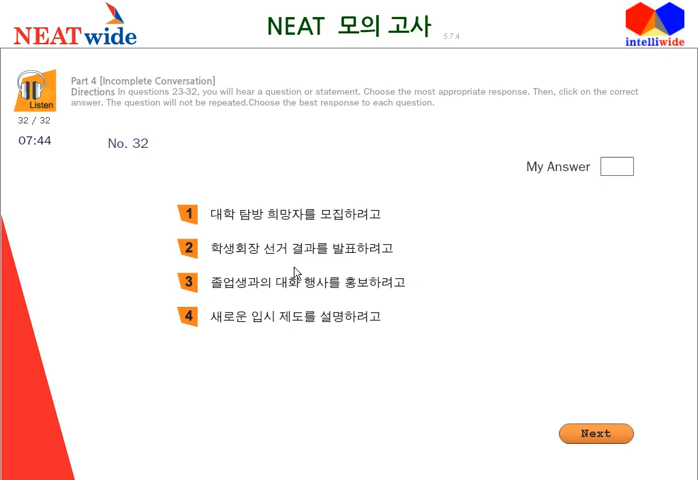 NEATwide
NEAT 모의 고사 5.7.4
intelliwide
Listen
Part 4 [Incomplete Conversation]
Directions In questions 23-32, you will hear a question or statement. Choose the most appropriate response. Then, click on the correct
answer. The question will not be repeated.Choose the best response to each question.
32 / 32
07:44
No. 32
My Answer
1 대학 탐방 희망자를 모집하려고
2 학생회장 선거 결과를 발표하려고
3 졸업생과의 대화 행사를 홍보하려고
4 새로운 입시 제도를 설명하려고
Next